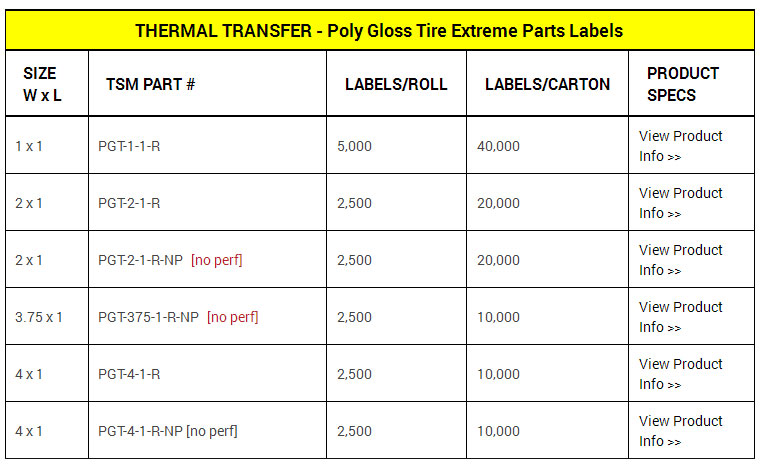 THERMAL TRANSFER - Poly Gloss Tire Extreme Parts Labels
SIZE
W x L
TSM PART #
LABELS/ROLL
LABELS/CARTON
PRODUCT
SPECS
1 x 1
PGT-1-1-R
5,000
40,000
View Product
Info >>
2 x 1
PGT-2-1-R
2,500
20,000
View Product
Info >>
2 x 1
PGT-2-1-R-NP [no perf]
2,500
20,000
View Product
Info >>
3.75 x 1
PGT-375-1-R-NP [no perf]
2,500
10,000
View Product
Info >>
4 x 1
PGT-4-1-R
2,500
10,000
View Product
Info >>
4 x 1
PGT-4-1-R-NP [no perf]
2,500
10,000
View Product
Info >>